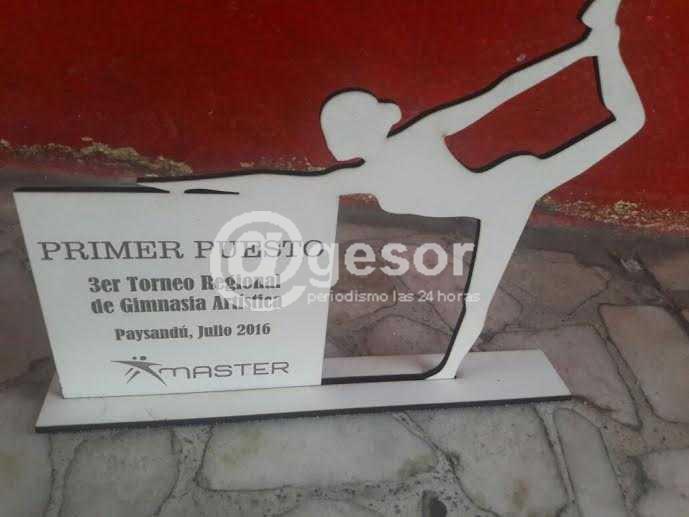 PRIMER PUESTO
3er Torneo Regional
de Gimnasia Artística
Paysandú, Julio 2016
MASTER
@gesor
periodismo las 24 horas